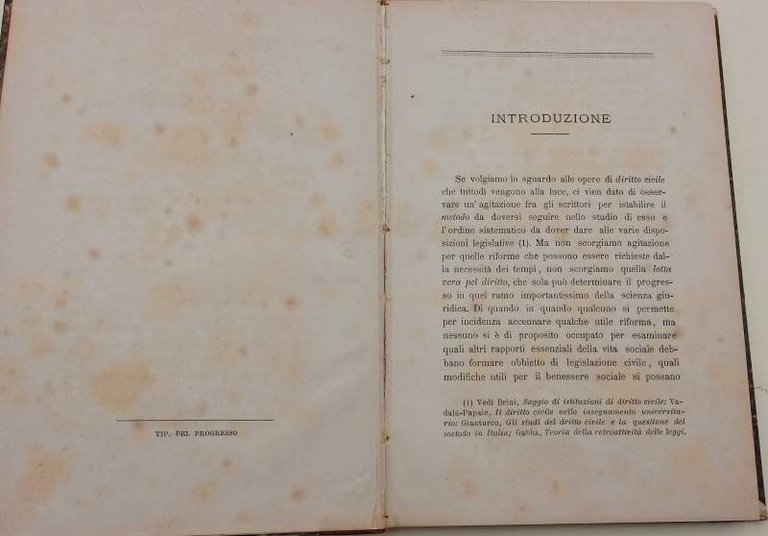 TIP. DEL PROGRESSO
INTRODUZIONE
Se volgiamo lo sguardo alle opere di diritto civile
che tuttodì vengono alla luce, ci vien dato di osser-
vare un' agitazione fra gli scrittori per istabilire il
metodo da doversi seguire nello studio di esso e
l'ordine sistematico da dover dare alle varie dispo-
sizioni legislative (1). Ma non scorgiamo agitazione
per quelle riforme che possono essere richieste dal-
la necessità dei tempi, non scorgiamo quella lotta
vera pel diritto, che sola può determinare il progres-
so in quel ramo importantissimo della scienza giu-
ridica. Di quando in quando qualcuno si permette
per incidenza accennare qualche utile riforma, ma
nessuno si è di proposito occupato per esaminare
quali altri rapporti essenziali della vita sociale deb-
bano formare obbietto di legislazione civile, quali
modifiche utili per il benessere sociale si possano
(1) Vedi Brini, Saggio di istituzioni di diritto civile: Va-
dalà-Papale, Il diritto civile nello insegnamento universita-
rio: Gianturco, Gli studi del dritto civile e la questione del
metodo in Italia; Gabba, Teoria della retroattività delle leggi.